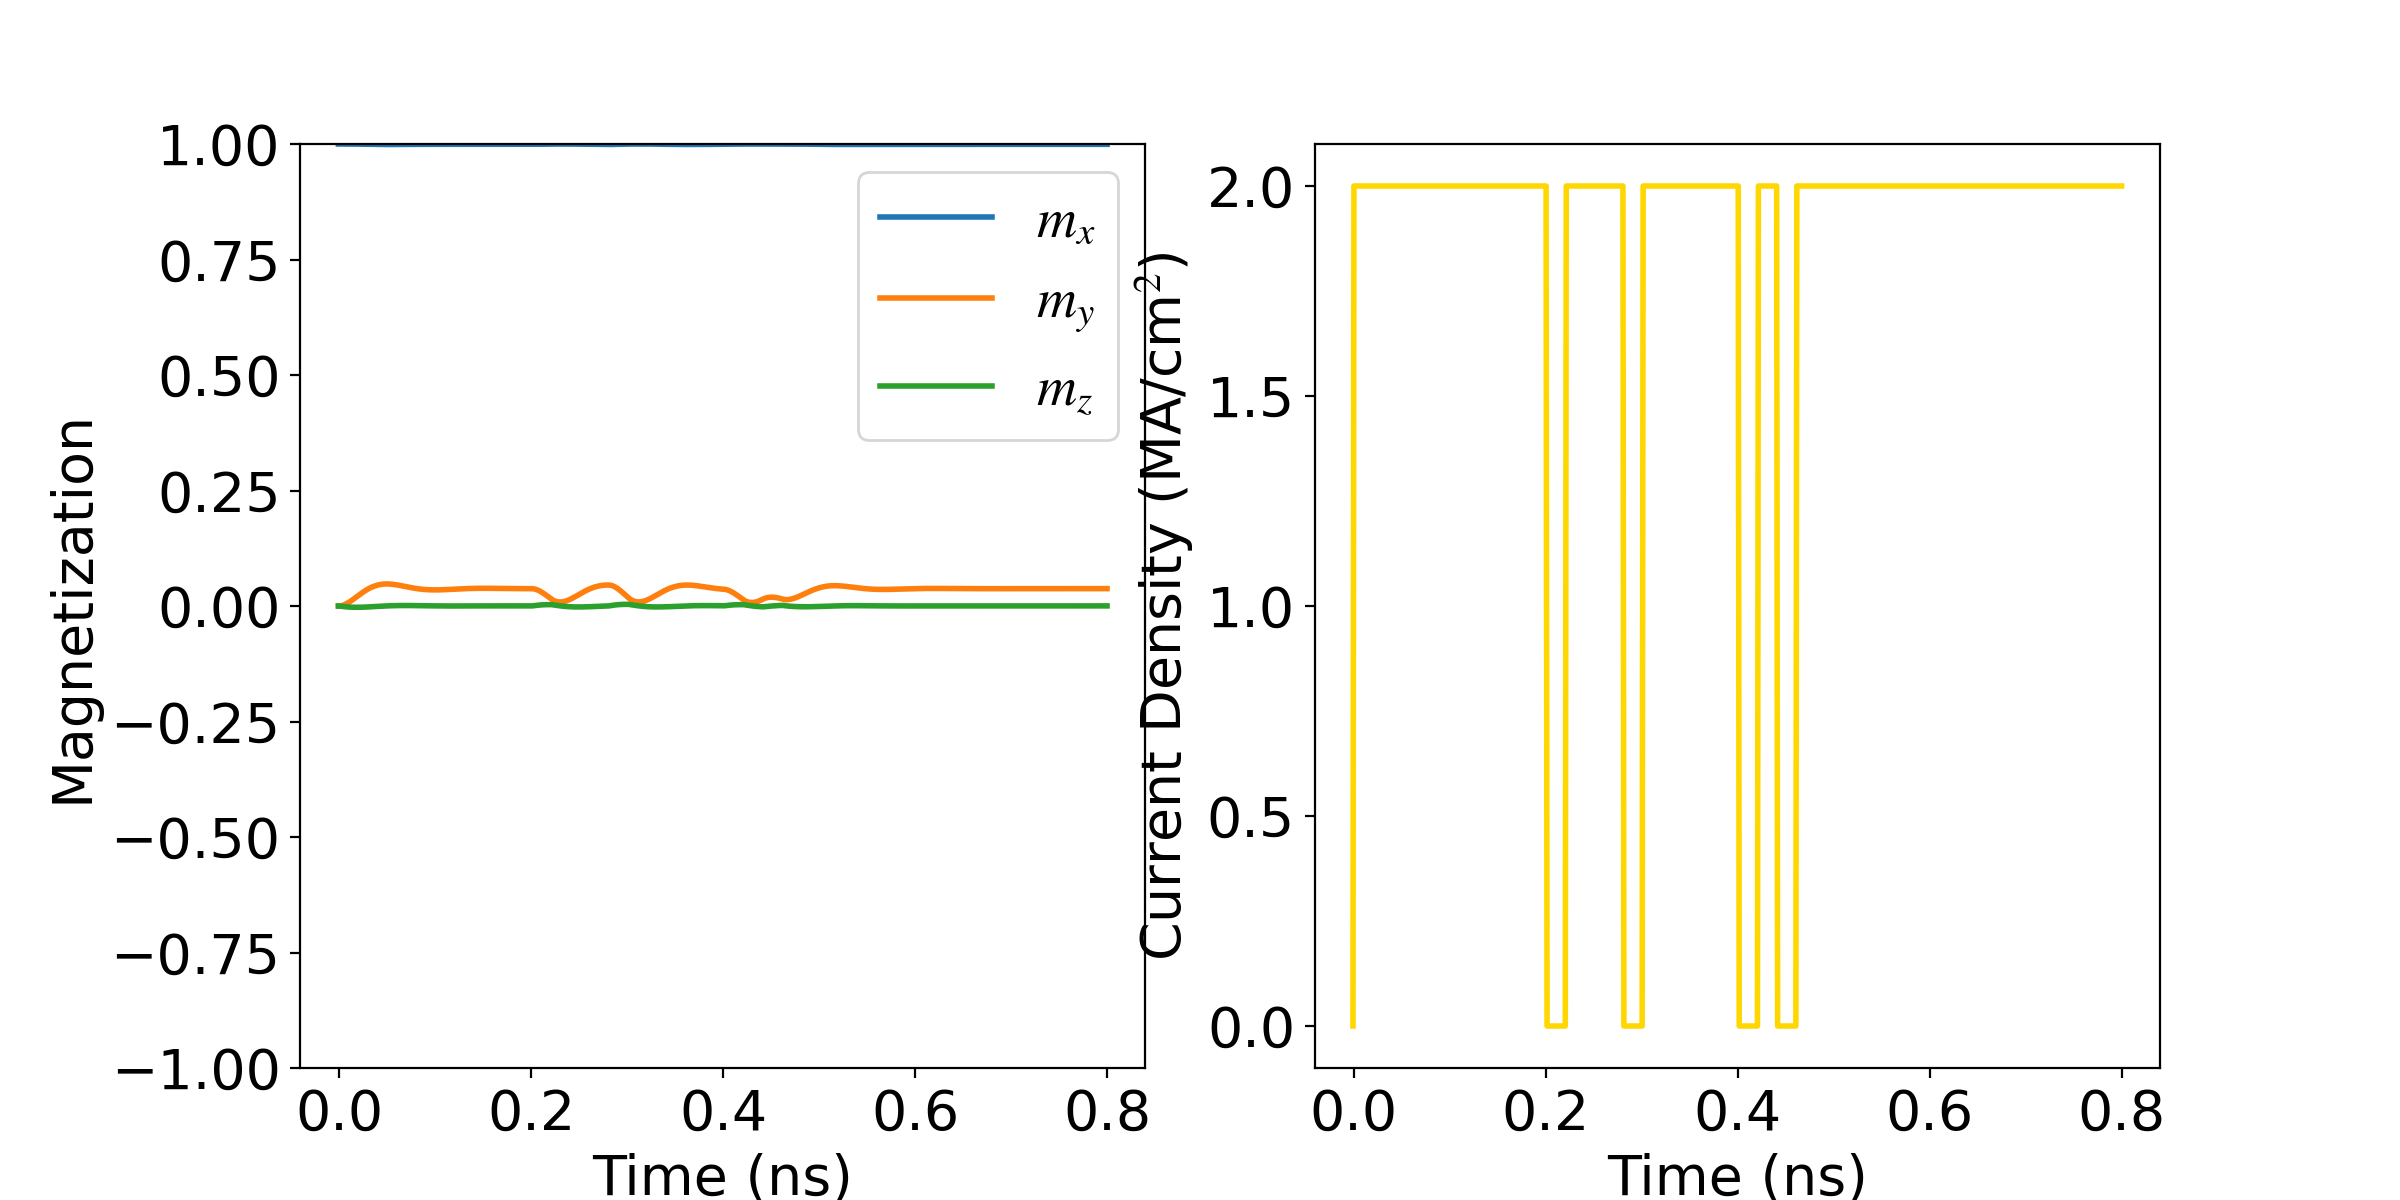 1.00
0.75
0.50
0.25
0.00
−0.25
−0.50
−0.75
−1.00
Magnetization
0.0 0.2 0.4 0.6 0.8
Time (ns)
m_x
m_y
m_z
Current Density (MA/cm²)
2.0
1.5
1.0
0.5
0.0
0.0 0.2 0.4 0.6 0.8
Time (ns)